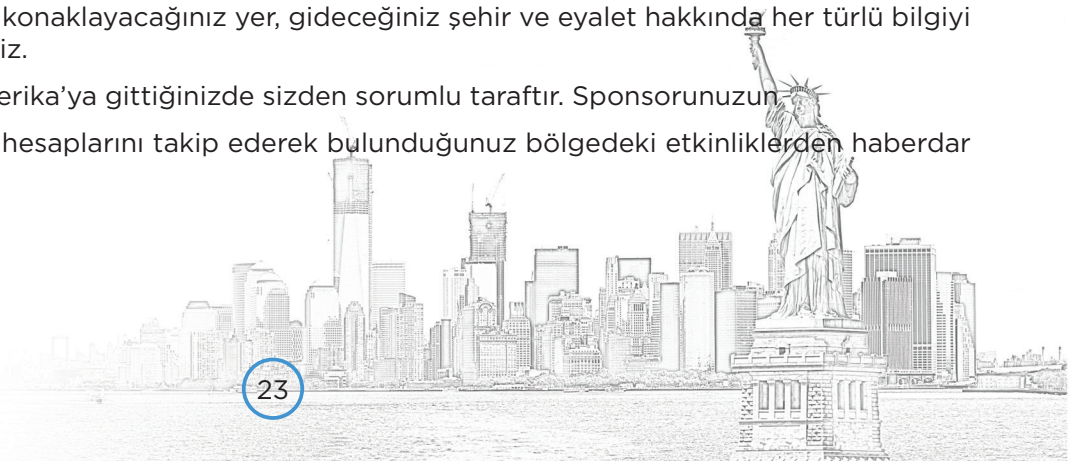 konaklayacağınız yer, gideceğiniz şehir ve eyalet hakkında her türlü bilgiyi
iz.
erika’ya gittiğinizde sizden sorumlu taraftır. Sponsorunuzun
hesaplarını takip ederek bulunduğunuz bölgedeki etkinliklerden haberdar
23